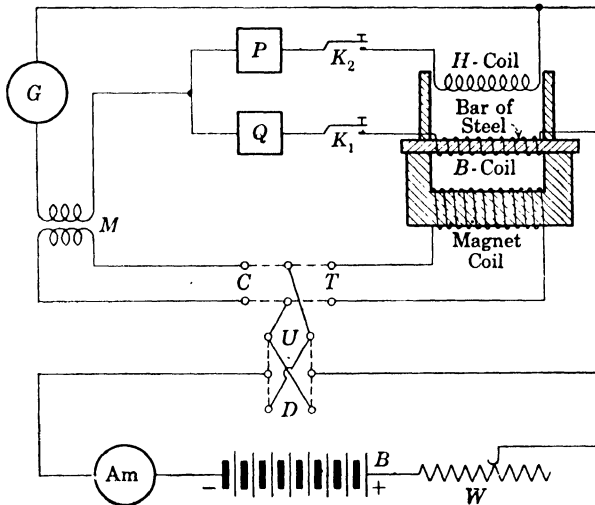 P
K2
H-Coil
G
Bar of
Steel
Q
K1
B-Coil
M
Magnet
Coil
C
T
U
D
Am
B
−
+
W